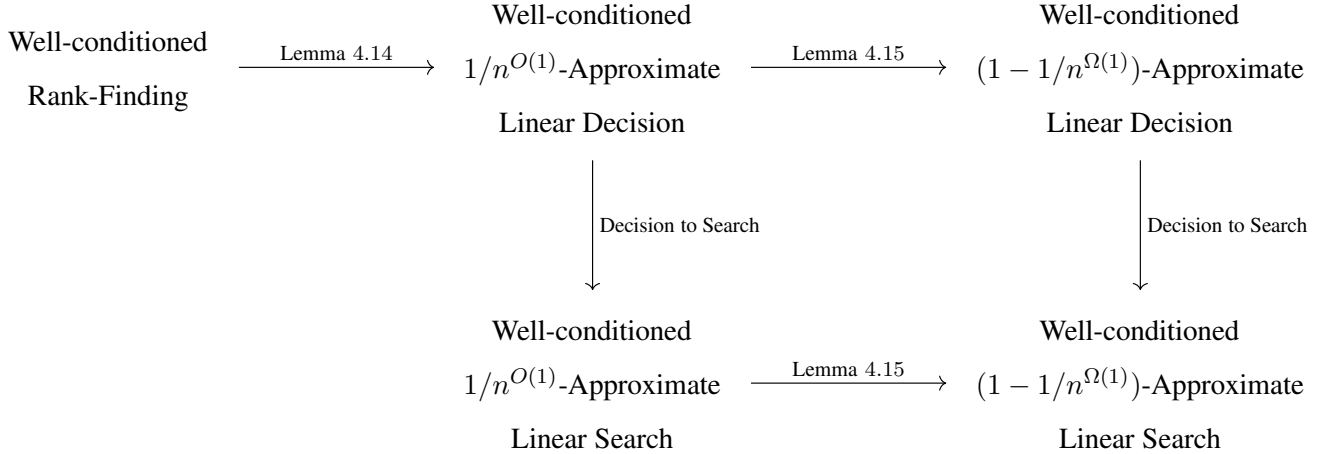 Well-conditioned
Rank-Finding
Lemma 4.14
Well-conditioned
1/n^{O(1)}-Approximate
Linear Decision
Lemma 4.15
Well-conditioned
(1 − 1/n^{Ω(1)})-Approximate
Linear Decision
Decision to Search
Decision to Search
Well-conditioned
1/n^{O(1)}-Approximate
Linear Search
Lemma 4.15
Well-conditioned
(1 − 1/n^{Ω(1)})-Approximate
Linear Search